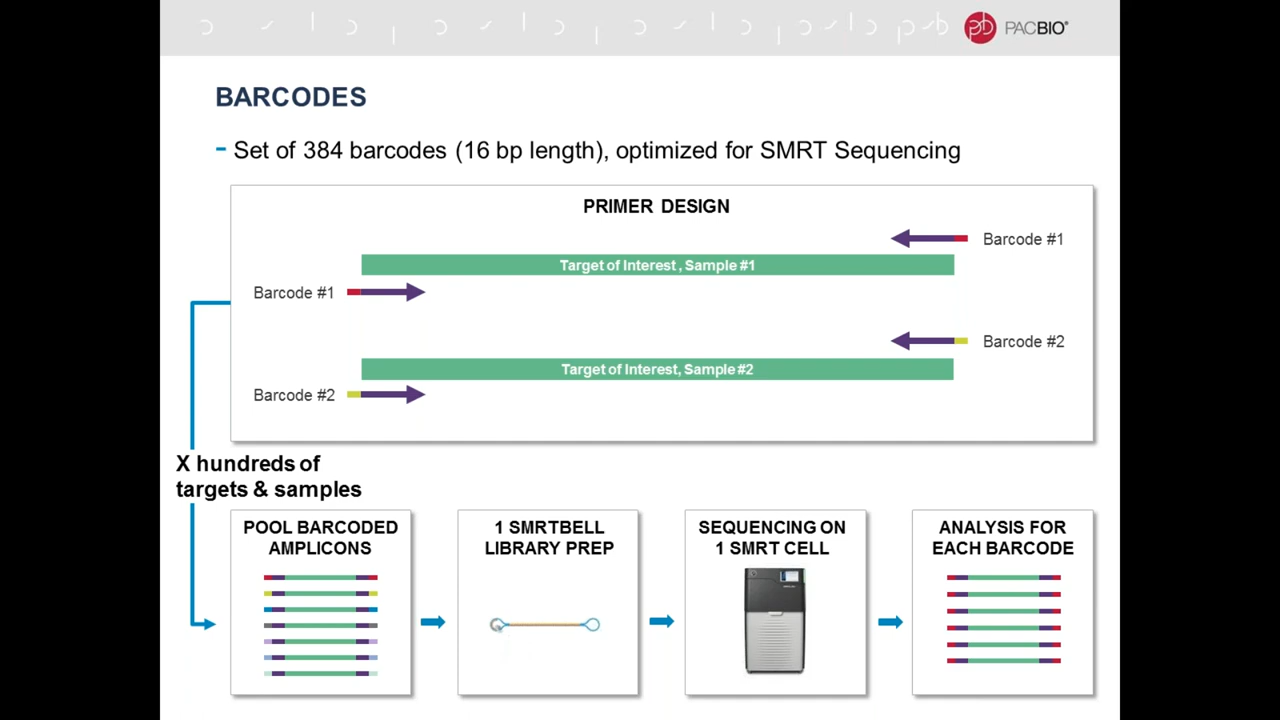 PACBIO®
BARCODES
- Set of 384 barcodes (16 bp length), optimized for SMRT Sequencing
PRIMER DESIGN
Barcode #1
Target of Interest , Sample #1
Barcode #1
Barcode #2
Target of Interest, Sample #2
Barcode #2
X hundreds of
targets & samples
POOL BARCODED
AMPLICONS
1 SMRTBELL
LIBRARY PREP
SEQUENCING ON
1 SMRT CELL
ANALYSIS FOR
EACH BARCODE